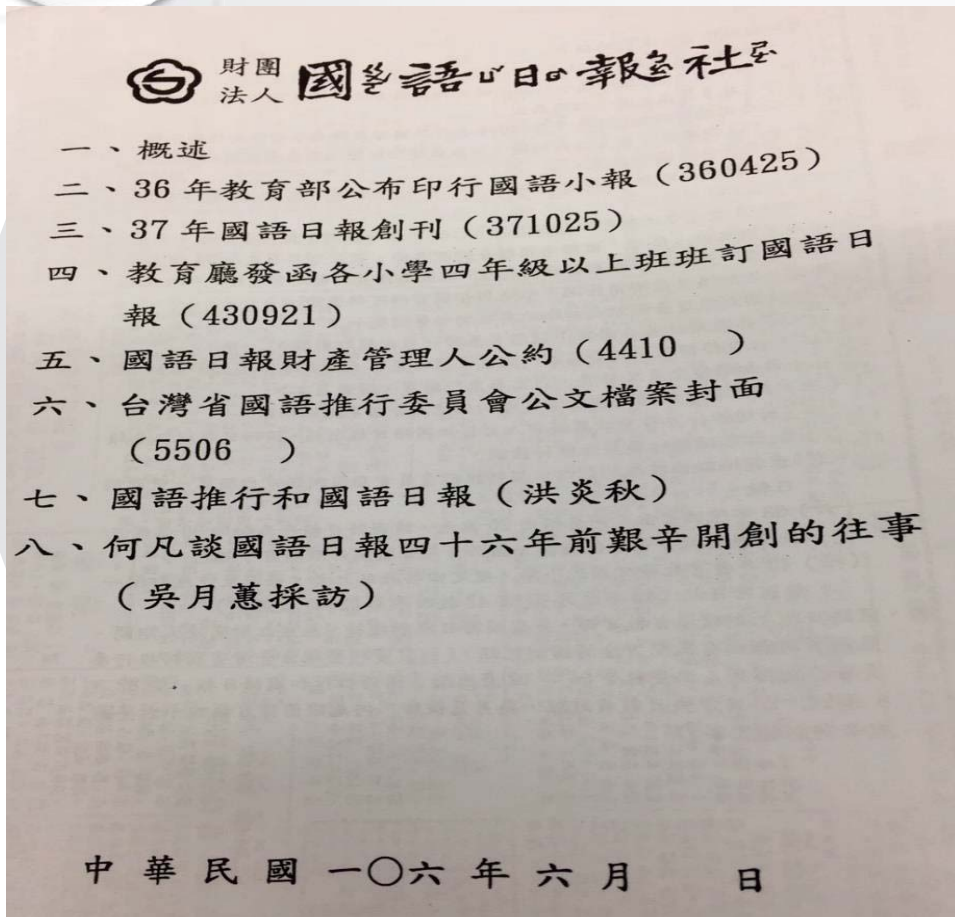 財團法人 國語日報社
一、概述
二、36年教育部公布印行國語小報（360425）
三、37年國語日報創刊（371025）
四、教育廳發函各小學四年級以上班班訂國語日
報（430921）
五、國語日報財產管理人公約（4410　）
六、台灣省國語推行委員會公文檔案封面
（5506　）
七、國語推行和國語日報（洪炎秋）
八、何凡談國語日報四十六年前艱辛開創的往事
（吳月蕙採訪）
中華民國一〇六年六月　日